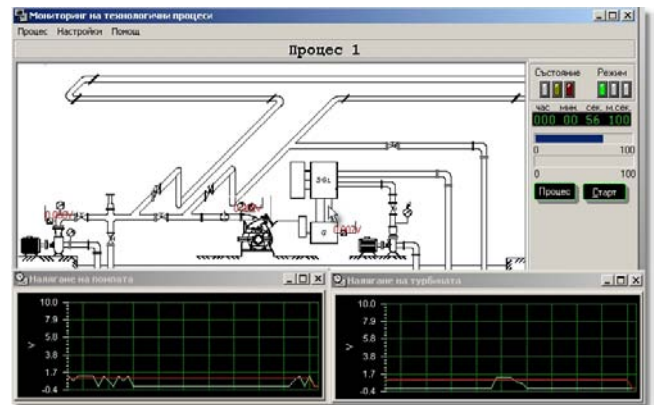 Мониторинг на технологични процеси
Процес Настройки Помощ
Процес 1
Състояние Режим
час мин. сек. м.сек.
000 00 56 100
0 100
0 100
Процес Старт
Налягане на помпата
10.0
7.9
5.8
3.8
1.7
-0.4
V
Налягане на турбината
10.0
7.9
5.8
3.8
1.7
-0.4
V